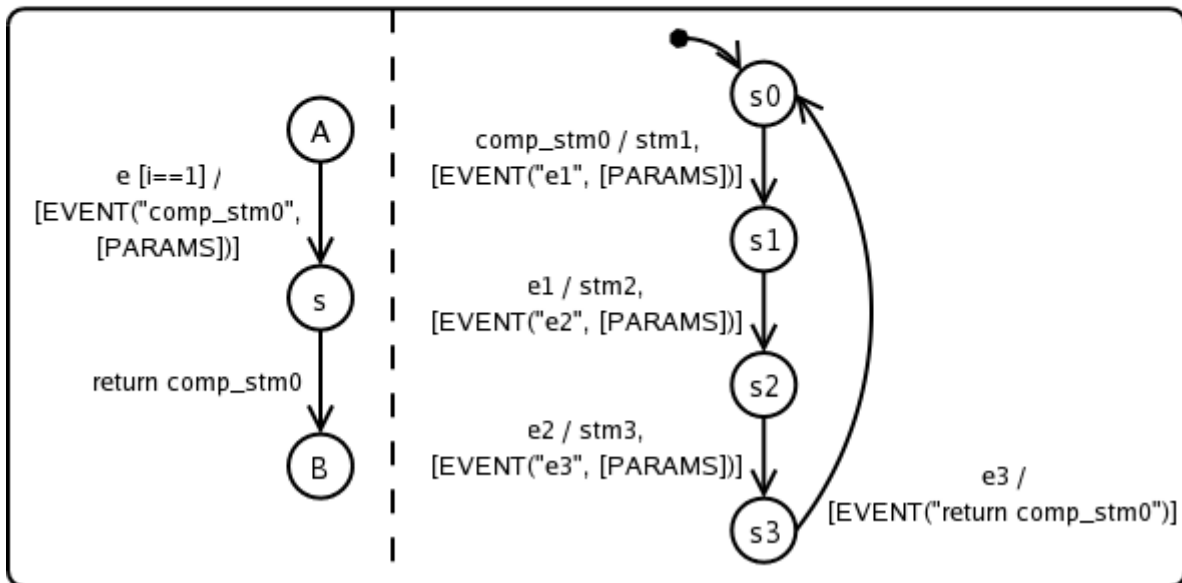 A
e [i==1] /
[EVENT("comp_stm0",
[PARAMS])]
s
return comp_stm0
B
s0
comp_stm0 / stm1,
[EVENT("e1", [PARAMS])]
s1
e1 / stm2,
[EVENT("e2", [PARAMS])]
s2
e2 / stm3,
[EVENT("e3", [PARAMS])]
s3
e3 /
[EVENT("return comp_stm0")]